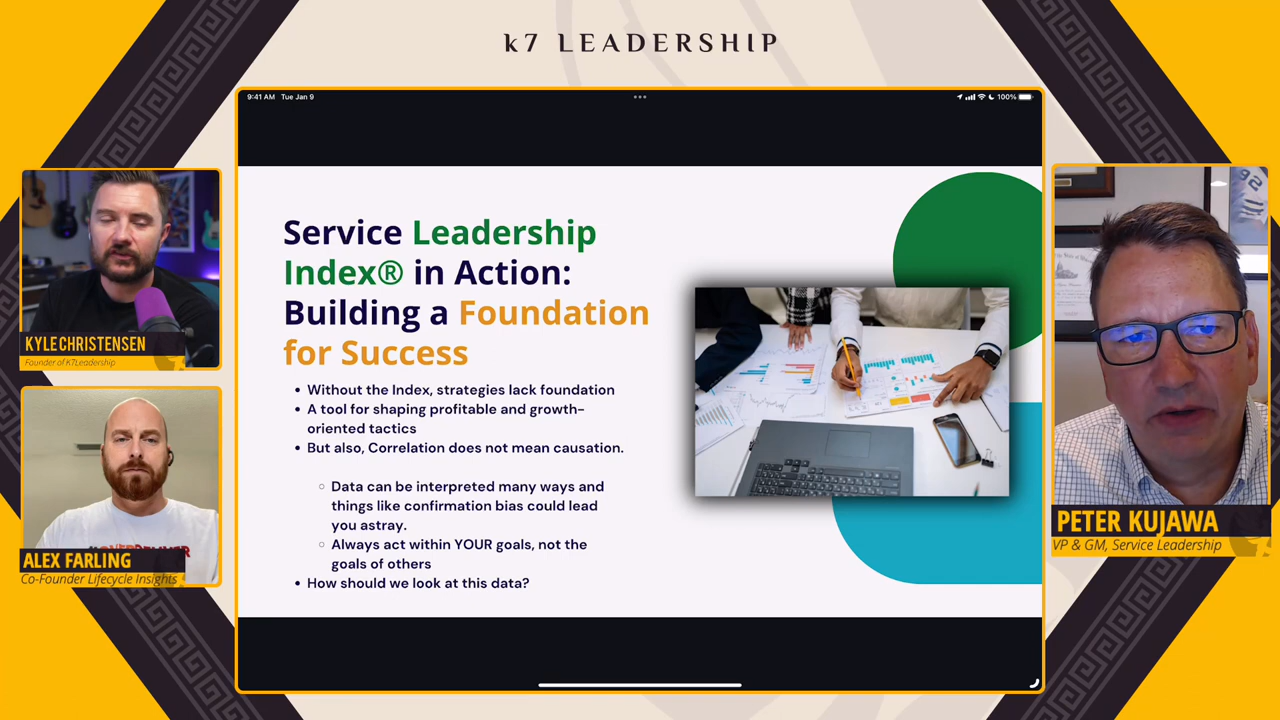 k7 LEADERSHIP
9:41 AM Tue Jan 9
100%
Service Leadership
Index® in Action:
Building a Foundation
for Success
• Without the Index, strategies lack foundation
• A tool for shaping profitable and growth-
oriented tactics
• But also, Correlation does not mean causation.
○ Data can be interpreted many ways and
things like confirmation bias could lead
you astray.
○ Always act within YOUR goals, not the
goals of others
• How should we look at this data?
KYLE CHRISTENSEN
Founder of K7Leadership
ALEX FARLING
Co-Founder Lifecycle Insights
PETER KUJAWA
VP & GM, Service Leadership